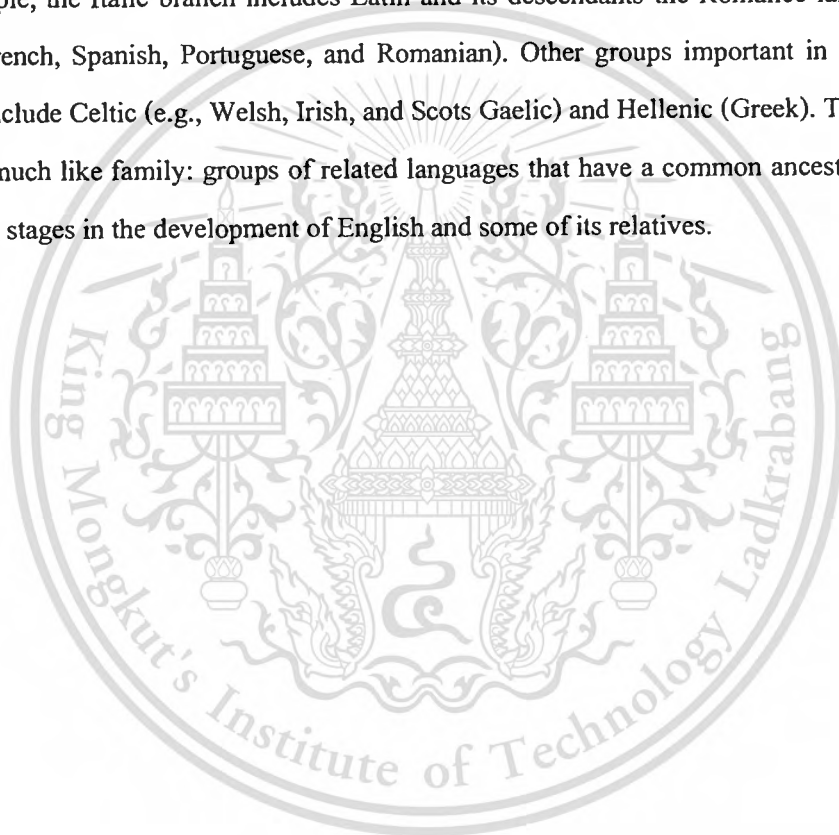 ple, the Italic branch includes Latin and its descendants the Romance
rench, Spanish, Portuguese, and Romanian). Other groups important in
clude Celtic (e.g., Welsh, Irish, and Scots Gaelic) and Hellenic (Greek). T
nuch like family: groups of related languages that have a common ancest
stages in the development of English and some of its relatives.
King Mongkut's Institute of Technology Ladkrabang